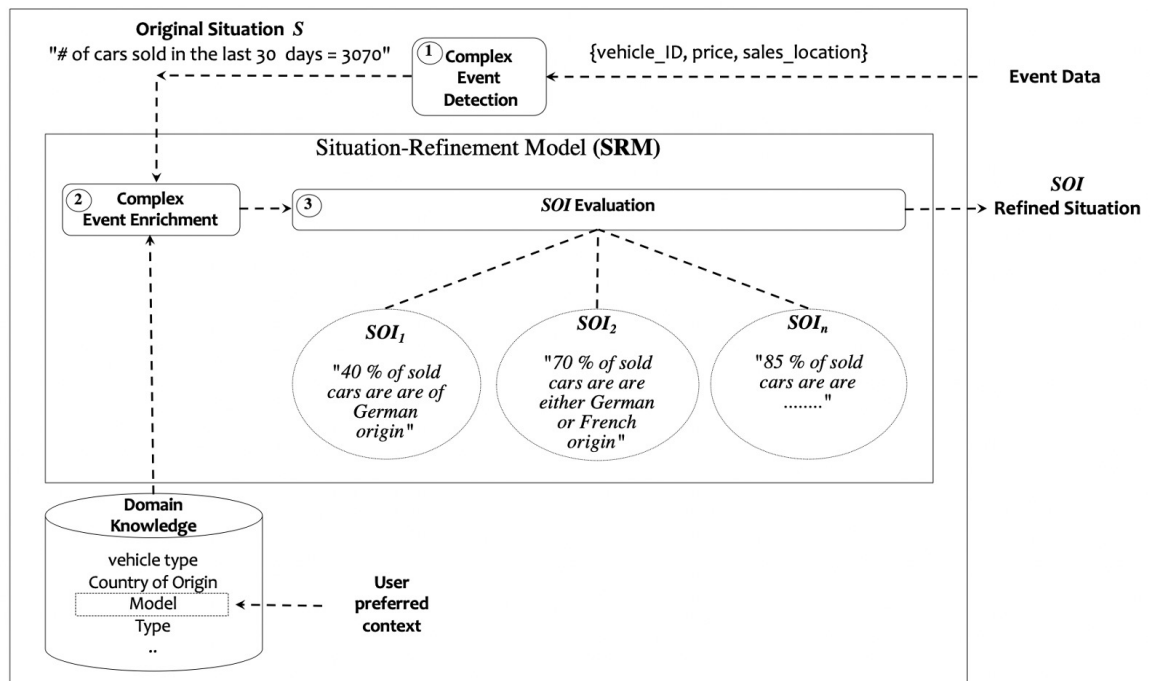 Original Situation S
"# of cars sold in the last 30 days = 3070"
1
Complex
Event
Detection
{vehicle_ID, price, sales_location}
Event Data
Situation-Refinement Model (SRM)
2
Complex
Event Enrichment
3
SOI Evaluation
SOI
Refined Situation
SOI1
"40 % of sold
cars are are of
German
origin"
SOI2
"70 % of sold
cars are are
either German
or French
origin"
SOIn
"85 % of sold
cars are are
........"
Domain
Knowledge
vehicle type
Country of Origin
Model
Type
..
User
preferred
context